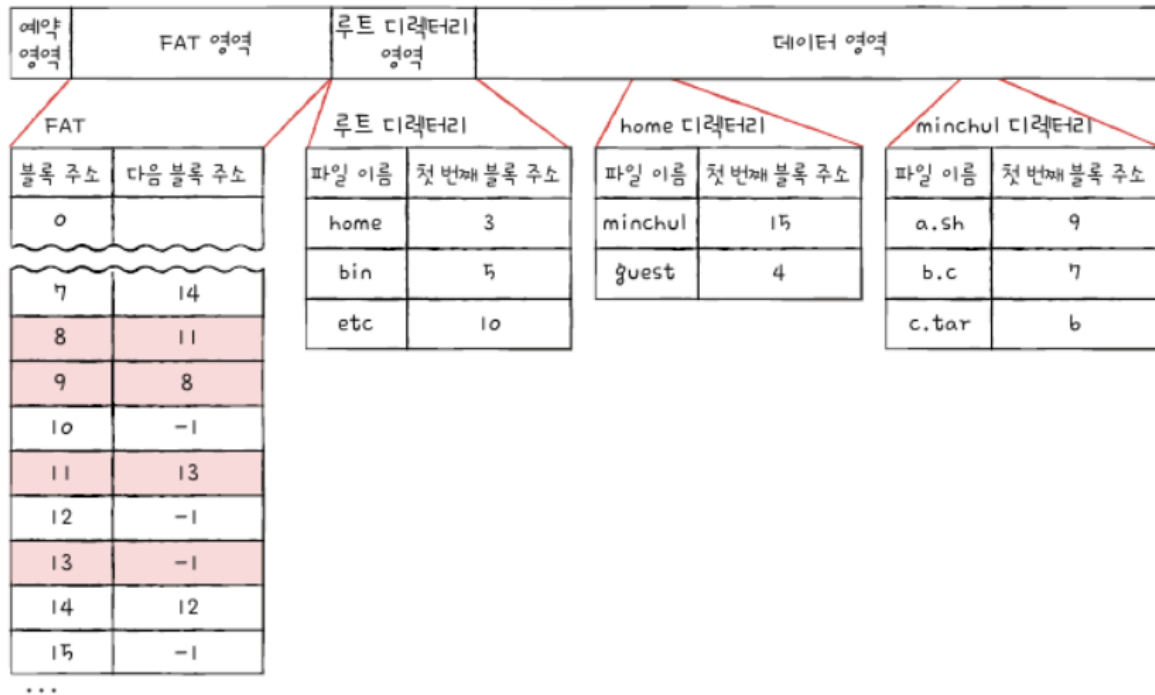 예약 영역
FAT 영역
루트 디렉터리 영역
데이터 영역
FAT
블록 주소 다음 블록 주소
0
7 14
8 11
9 8
10 -1
11 13
12 -1
13 -1
14 12
15 -1
...
루트 디렉터리
파일 이름 첫 번째 블록 주소
home 3
bin 5
etc 10
home 디렉터리
파일 이름 첫 번째 블록 주소
minchul 15
guest 4
minchul 디렉터리
파일 이름 첫 번째 블록 주소
a.sh 9
b.c 7
c.tar 6